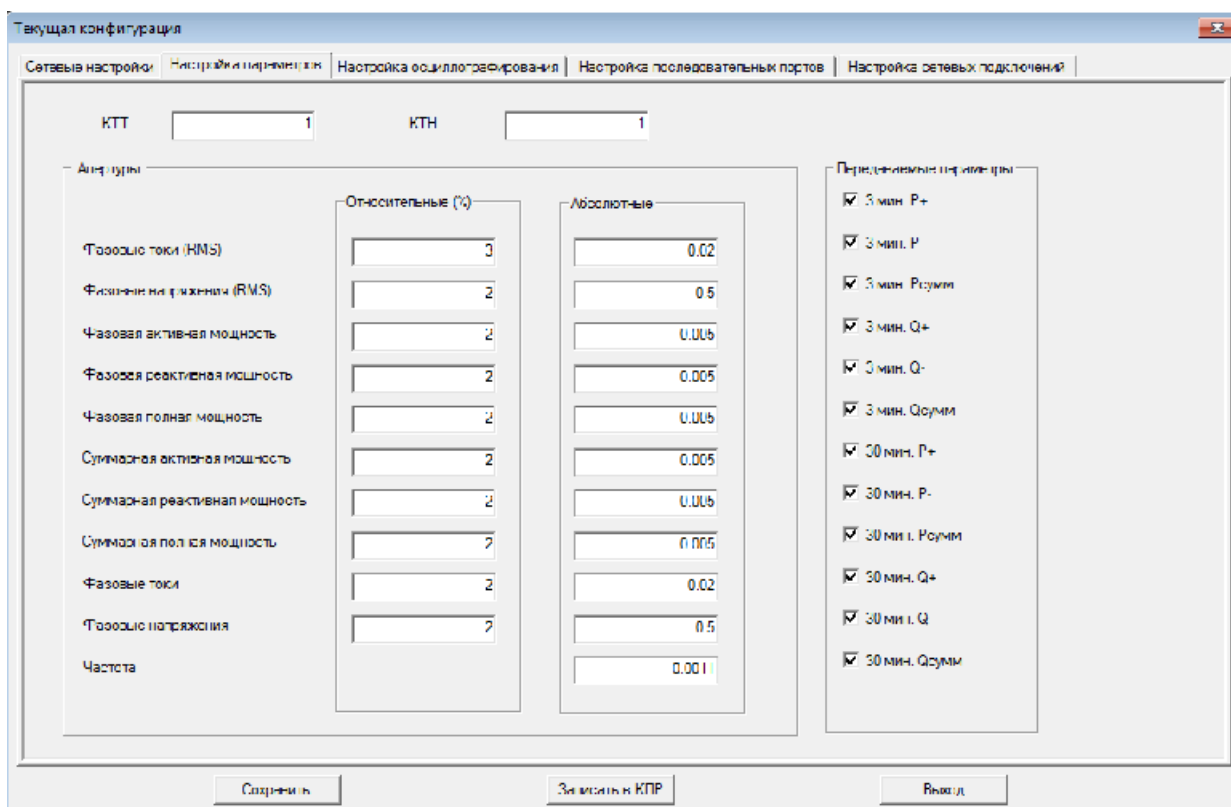 Текущая конфигурация
Сетевые настройки Настройка параметров Настройка осциллографирования Настройка последовательных портов Настройка сетевых подключений
КТТ 1 КТН 1
Апертуры Передаваемые параметры
Относительные (%) Абсолютные
3 мин. P+
Фазовые токи (RMS) 3 0.02 3 мин. P
Фазовые напряжения (RMS) 2 0.5 3 мин. Pсумм
Фазовая активная мощность 2 0.005 3 мин. Q+
Фазовая реактивная мощность 2 0.005 3 мин. Q-
Фазовая полная мощность 2 0.005 3 мин. Qсумм
Суммарная активная мощность 2 0.005 30 мин. P+
Суммарная реактивная мощность 2 0.005 30 мин. P-
Суммарная полная мощность 2 0.005 30 мин. Pсумм
Фазовые токи 2 0.02 30 мин. Q+
Фазовые напряжения 2 0.5 30 мин. Q
Частота 30 мин. Qсумм
Сохранить Записать в КПР Выход